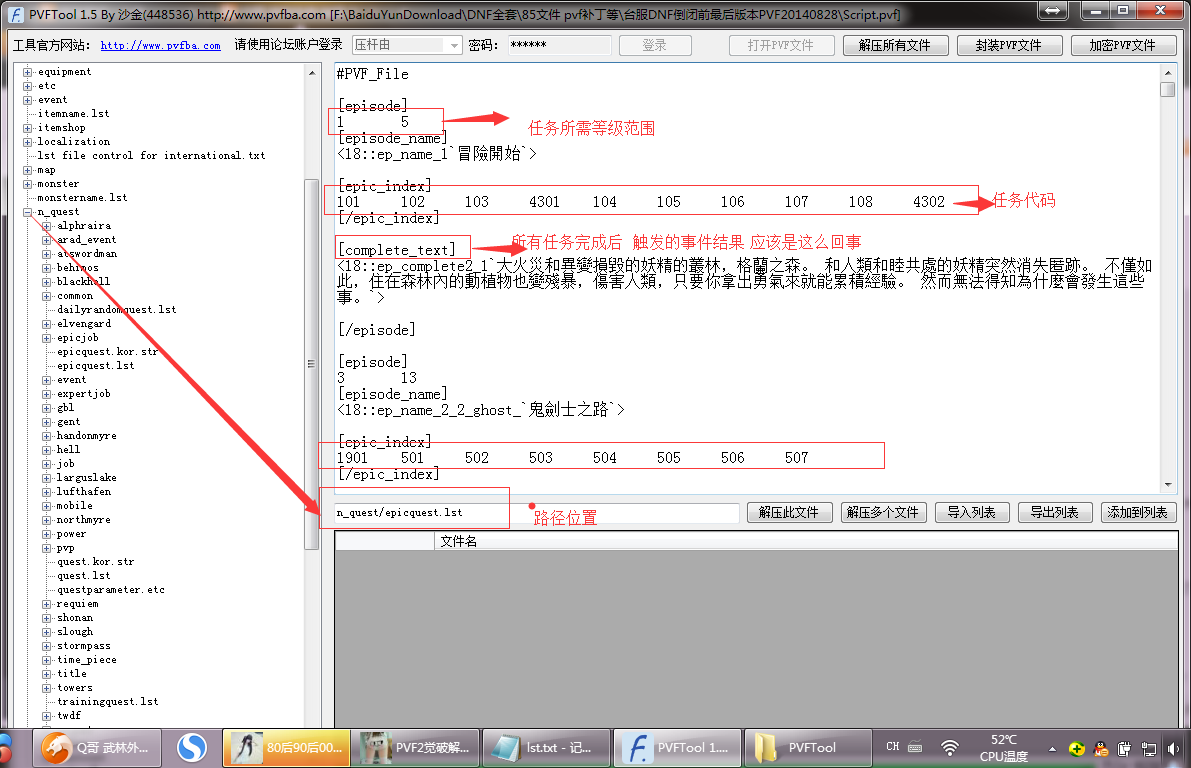 PVFTool 1.5 By 沙金(448536) http://www.pvfba.com [F:\BaiduYunDownload\DNF全套\85文件 pvf补丁等\台服DNF倒闭前最后版本PVF20140828\Script.pvf]
工具官方网站: http://www.pvfba.com 请使用论坛账户登录 压杆由 密码: ****** 登录 打开PVF文件 解压所有文件 封装PVF文件 加密PVF文件
equipment
etc
event
itemname.lst
itemshop
localization
lst file control for international.txt
map
monster
monstername.lst
n_quest
alphraira
arad_event
atswordman
behimos
blackhell
common
dailyrandomquest.lst
elvengard
epicjob
epicquest.kor.str
epicquest.lst
event
expertjob
gbl
gent
handonmyre
hell
job
larguslake
lufthafen
mobile
northmyre
power
pvp
quest.kor.str
quest.lst
questparameter.etc
requiem
shonan
slough
stormpass
time_piece
title
towers
trainingquest.lst
twdf
#PVF_File
[episode]
1 5
任务所需等级范围
[episode_name]
<18::ep_name_1`冒險開始`>
[epic_index]
101 102 103 4301 104 105 106 107 108 4302
任务代码
[/epic_index]
[complete_text]
所有任务完成后 触发的事件结果 应该是这么回事
<18::ep_complete2_1`大火災和異變損毀的妖精的叢林，格蘭之森。 和人類和睦共處的妖精突然消失匿跡。 不僅如
此，住在森林內的動植物也變殘暴，傷害人類，只要你拿出勇氣來就能累積經驗。 然而無法得知為什麼會發生這些
事。`>
[/episode]
[episode]
3 13
[episode_name]
<18::ep_name_2_2_ghost_`鬼劍士之路`>
[epic_index]
1901 501 502 503 504 505 506 507
[/epic_index]
n_quest/epicquest.lst
路径位置
解压此文件 解压多个文件 导入列表 导出列表 添加到列表
文件名
Q哥 武林外... 80后90后00... PVF2觉破解... lst.txt - 记... PVFTool 1.... PVFTool CH 52℃
CPU温度